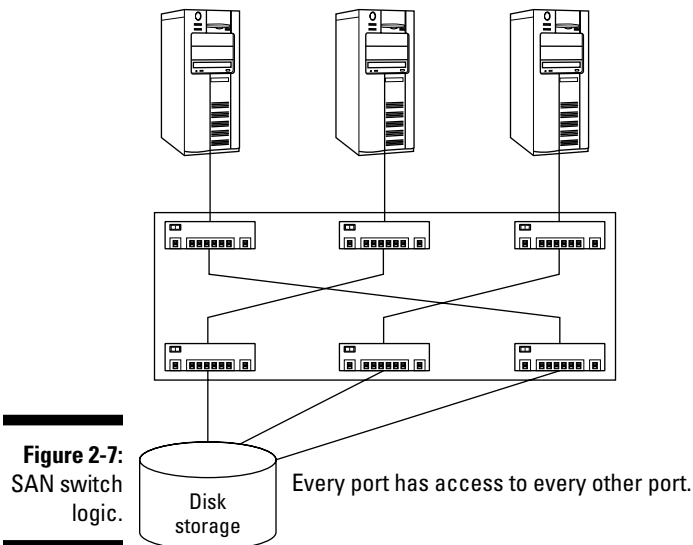 Figure 2-7:
SAN switch
logic.
Disk
storage
Every port has access to every other port.